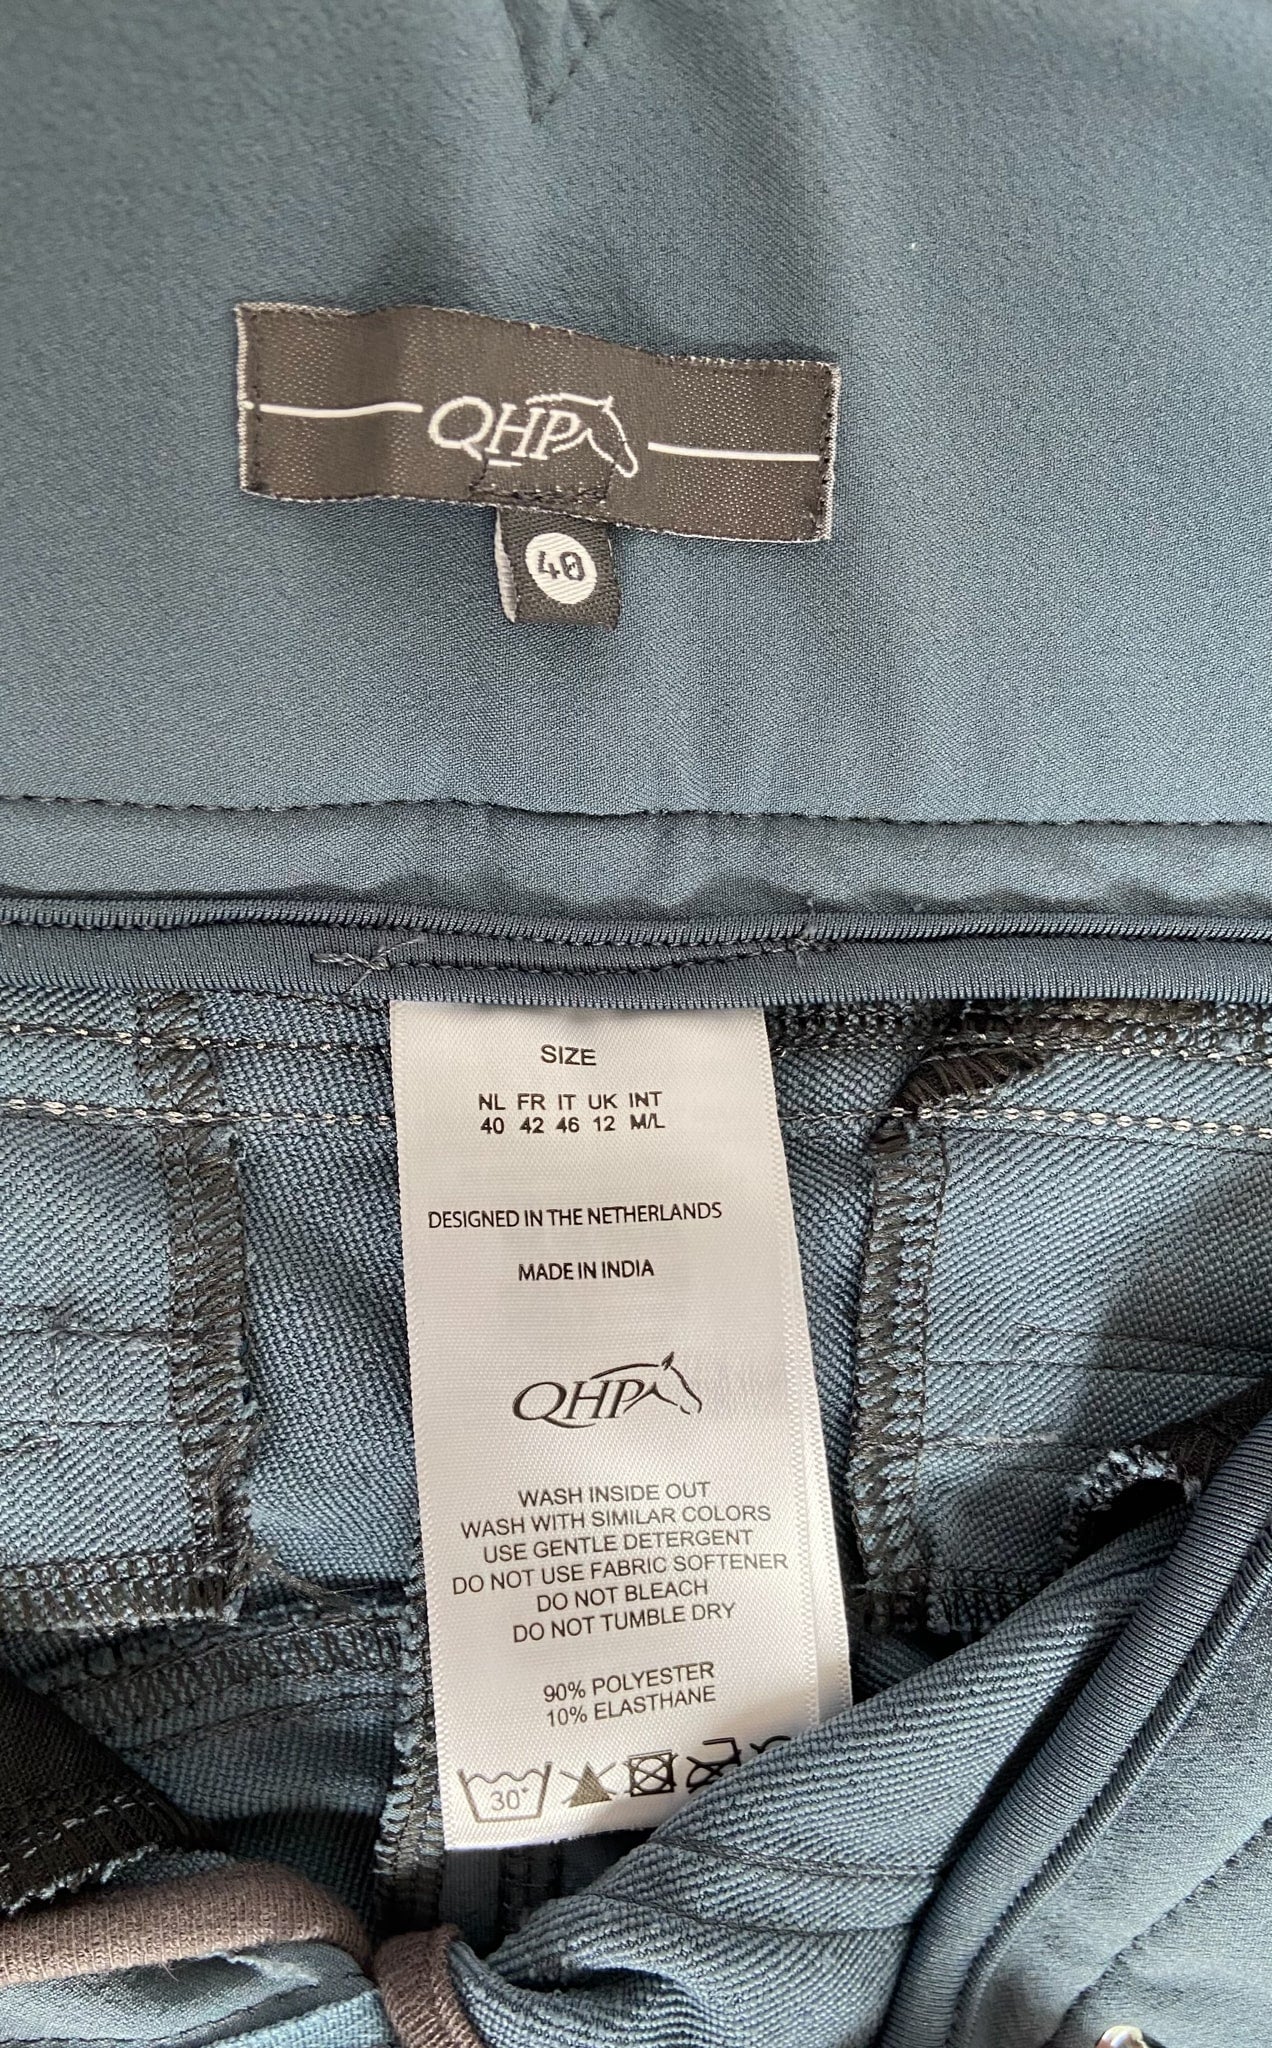 QHP
40
SIZE
NL FR IT UK INT
40 42 46 12 M/L
DESIGNED IN THE NETHERLANDS
MADE IN INDIA
QHP
WASH INSIDE OUT
WASH WITH SIMILAR COLORS
USE GENTLE DETERGENT
DO NOT USE FABRIC SOFTENER
DO NOT BLEACH
DO NOT TUMBLE DRY
90% POLYESTER
10% ELASTHANE
30°